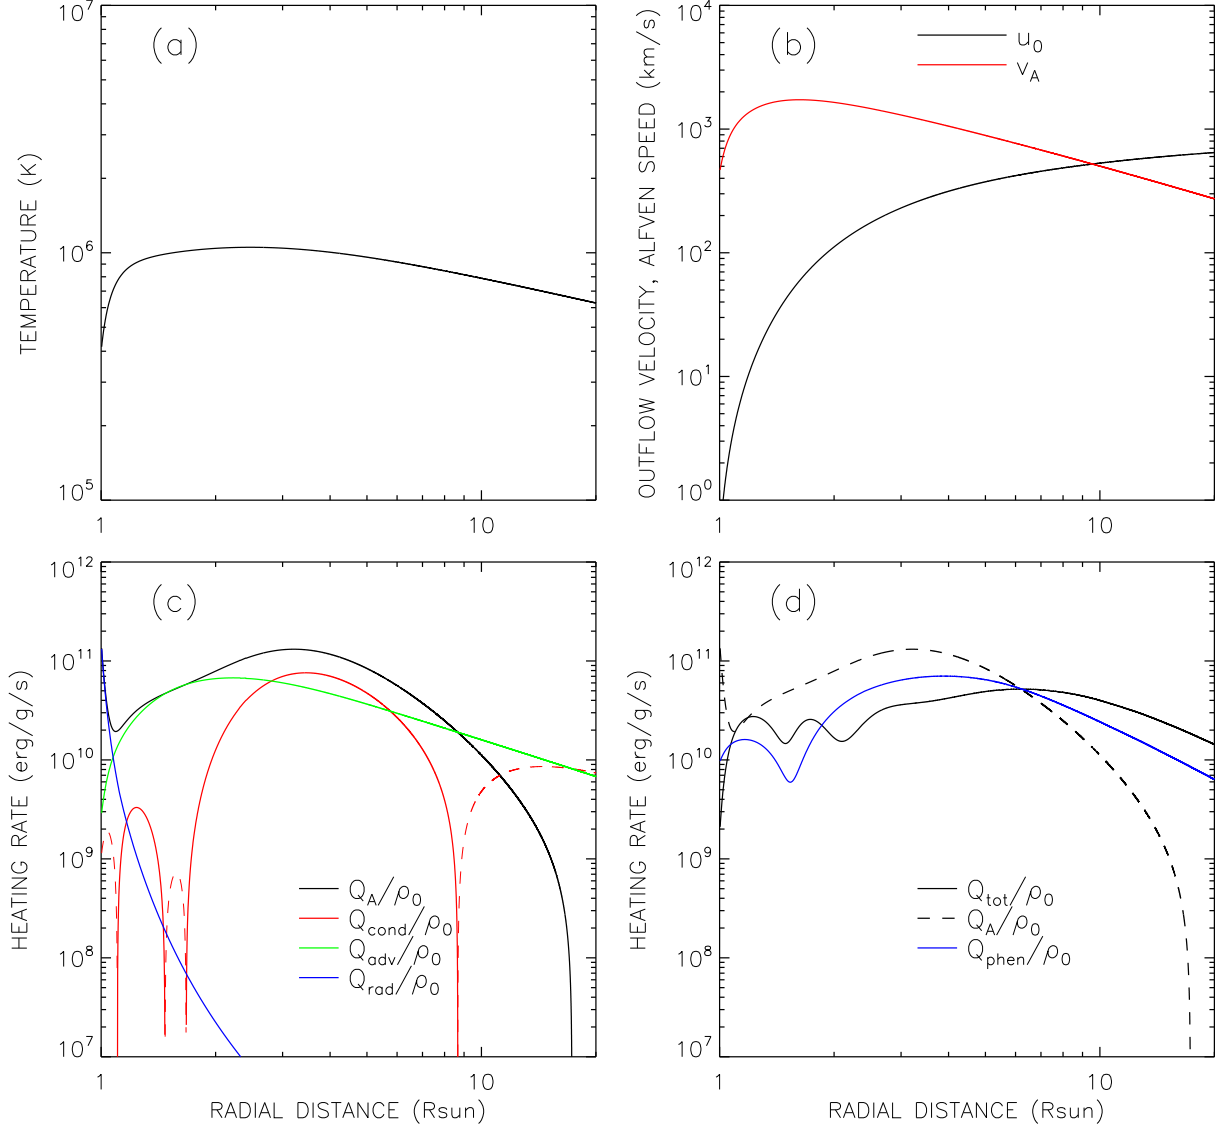 (a)
TEMPERATURE (K)
10^7
10^6
10^5
1
10
(b)
u_0
v_A
OUTFLOW VELOCITY, ALFVEN SPEED (km/s)
10^4
10^3
10^2
10^1
10^0
1
10
(c)
HEATING RATE (erg/g/s)
10^12
10^11
10^10
10^9
10^8
10^7
Q_A/ρ_0
Q_cond/ρ_0
Q_adv/ρ_0
Q_rad/ρ_0
1
10
RADIAL DISTANCE (Rsun)
(d)
HEATING RATE (erg/g/s)
10^12
10^11
10^10
10^9
10^8
10^7
Q_tot/ρ_0
Q_A/ρ_0
Q_phen/ρ_0
1
10
RADIAL DISTANCE (Rsun)